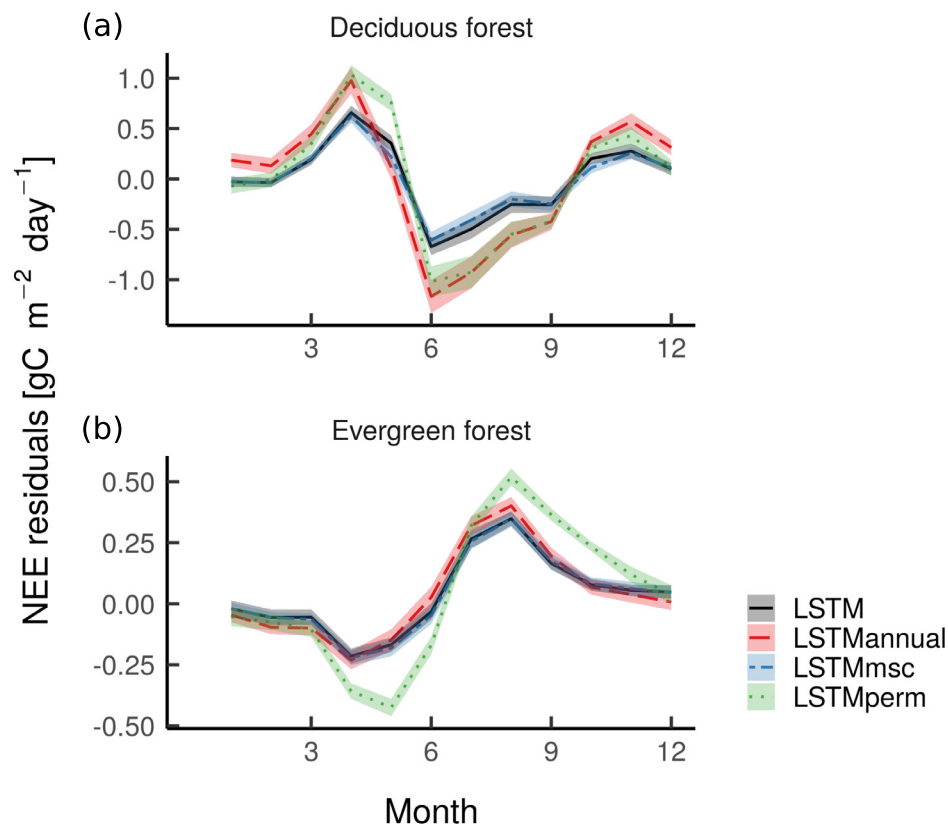 (a)
Deciduous forest
1.0
0.5
0.0
-0.5
-1.0
3 6 9 12
NEE residuals [gC m−2 day−1]
(b)
Evergreen forest
0.50
0.25
0.00
-0.25
-0.50
3 6 9 12
Month
LSTM
LSTMannual
LSTMmsc
LSTMperm